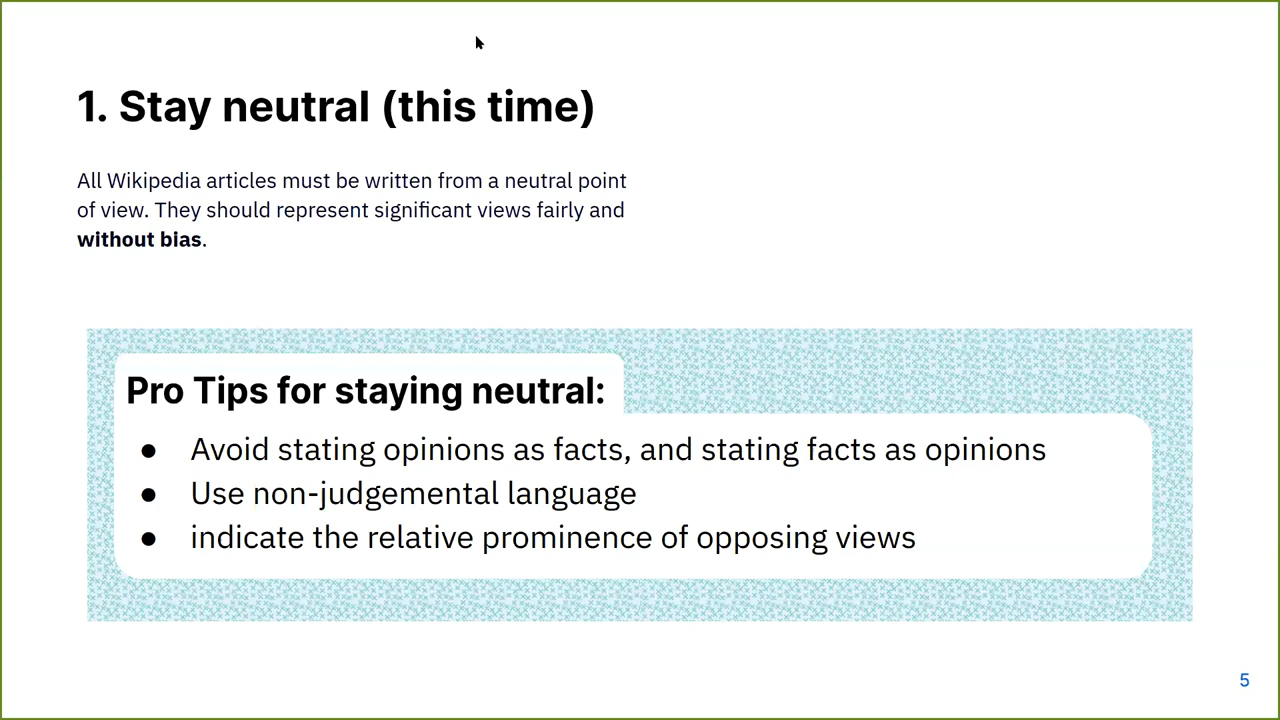 1. Stay neutral (this time)
All Wikipedia articles must be written from a neutral point
of view. They should represent significant views fairly and
without bias.
Pro Tips for staying neutral:
● Avoid stating opinions as facts, and stating facts as opinions
● Use non-judgemental language
● indicate the relative prominence of opposing views
5